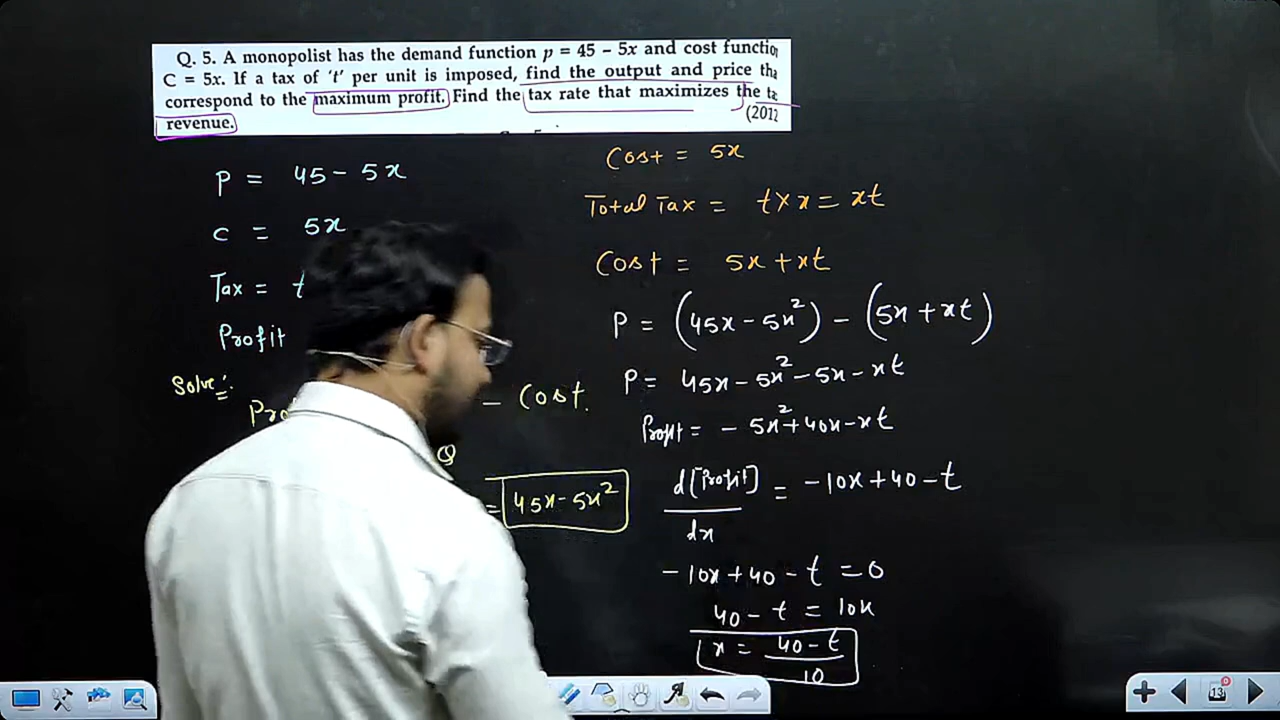 Q. 5. A monopolist has the demand function p = 45 – 5x and cost functio
C = 5x. If a tax of ‘t’ per unit is imposed, find the output and price tha
correspond to the maximum profit. Find the tax rate that maximizes the ta
revenue.
(2012
P = 45 - 5x
C = 5x
Tax = t
Profit
Solve:
Pro
- Cost.
Q
= 45x - 5x²
Cost = 5x
Total Tax = t × x = xt
Cost = 5x + xt
P = (45x - 5x²) - (5x + xt)
P = 45x - 5x² - 5x - xt
Profit = - 5x² + 40x - xt
d[Profit] / dx = -10x + 40 - t
-10x + 40 - t = 0
40 - t = 10x
x = 40 - t / 10
13
0